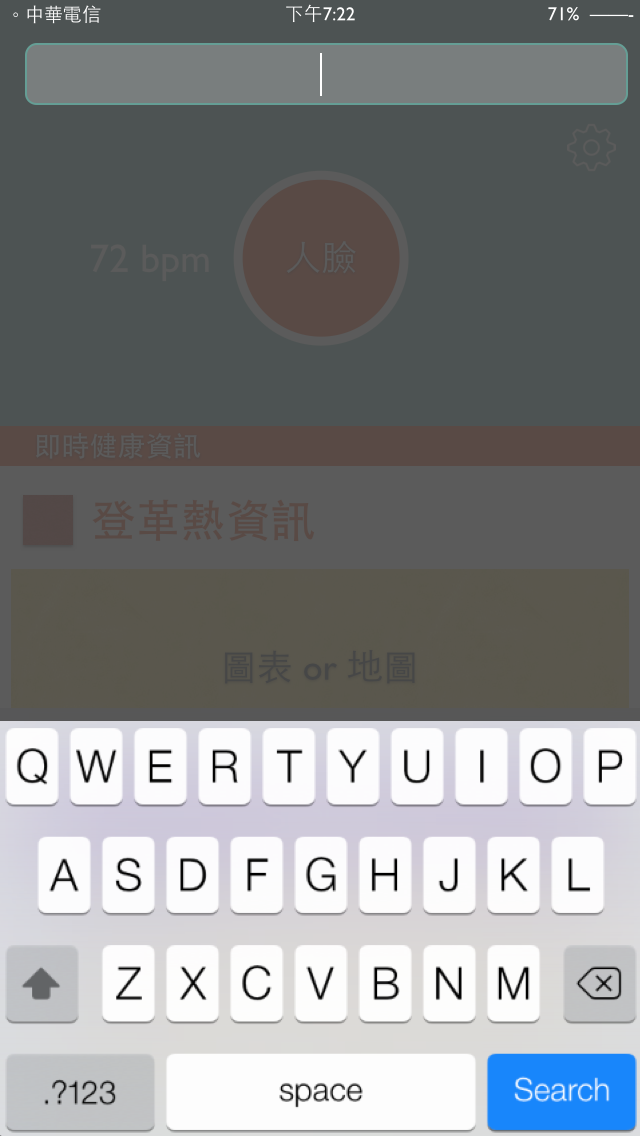 中華電信 下午7:22 71%
72 bpm 人臉
即時健康資訊
登革熱資訊
圖表 or 地圖
Q W E R T Y U I O P
A S D F G H J K L
Z X C V B N M
.?123 space Search